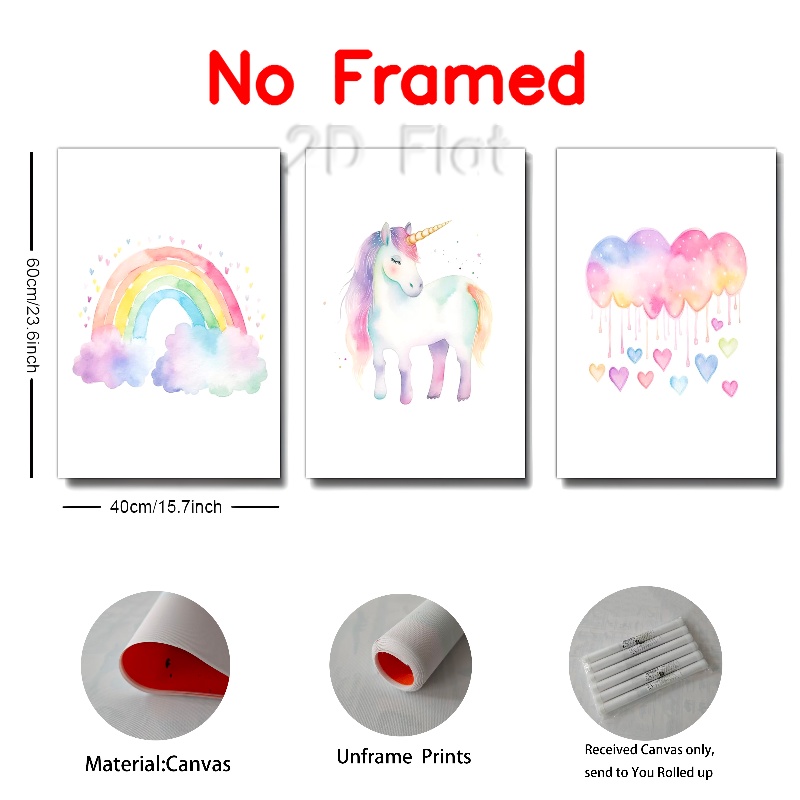 No Framed
2D Flat
60cm/23.6inch
40cm/15.7inch
Material:Canvas
Unframe Prints
Received Canvas only,
send to You Rolled up